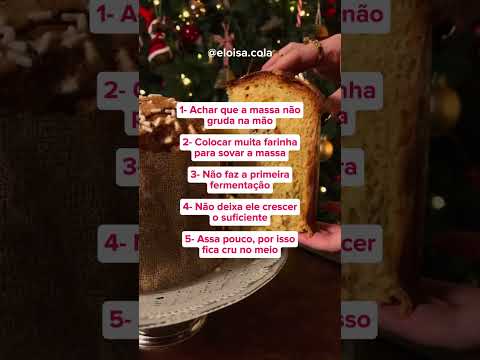 @eloisa.cola
1- Achar que a massa não
gruda na mão
2- Colocar muita farinha
para sovar a massa
3- Não faz a primeira
fermentação
4- Não deixa ele crescer
o suficiente
5- Assa pouco, por isso
fica cru no meio